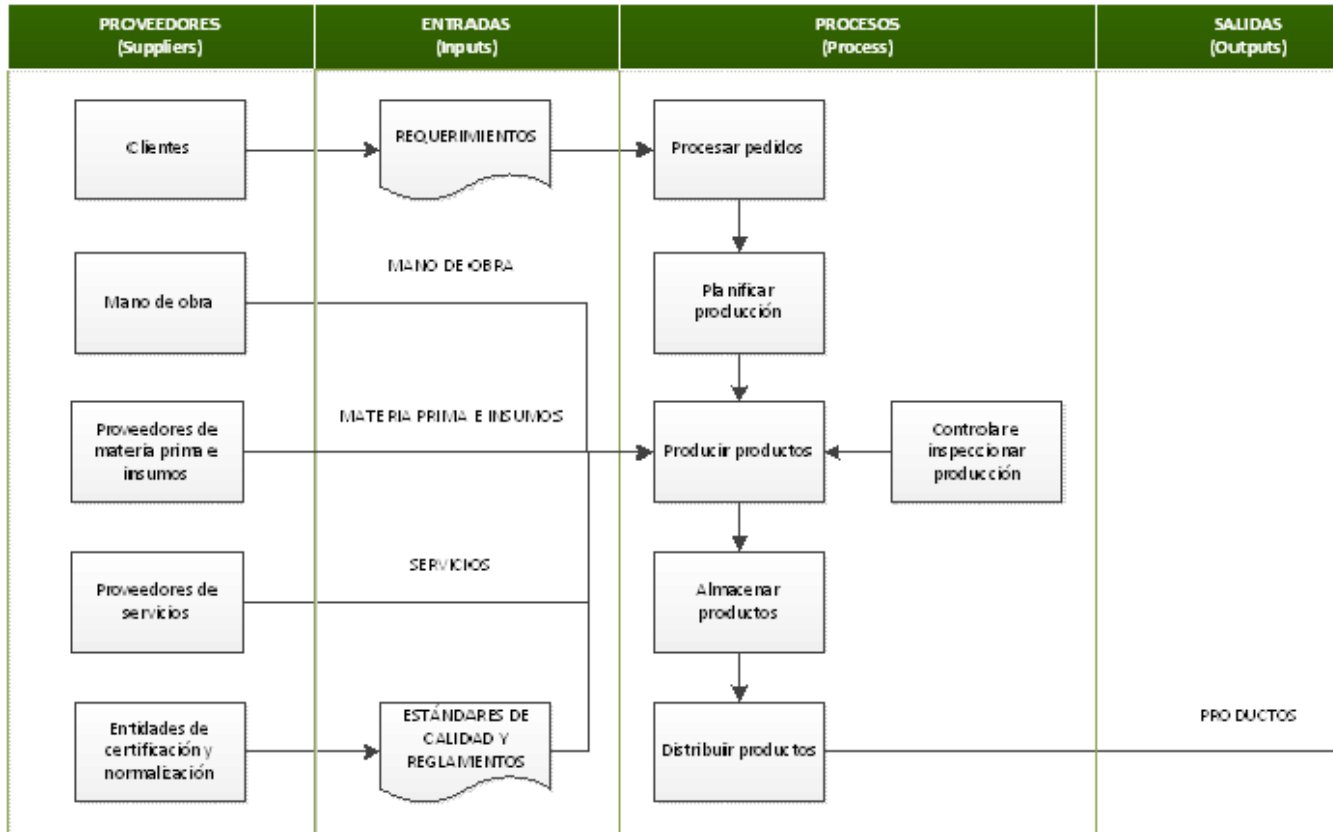 PROVEEDORES
(Suppliers)
ENTRADAS
(Inputs)
PROCESOS
(Process)
SALIDAS
(Outputs)
Clientes
REQUERIMIENTOS
Procesar pedidos
Mano de obra
MANO DE OBRA
Planificar
producción
Proveedores de
materia prima e
insumos
MATERIA PRIMA E INSUMOS
Producir productos
Controlar e
inspeccionar
producción
Proveedores de
servicios
SERVICIOS
Almacenar
productos
Entidades de
certificación y
normalización
ESTÁNDARES DE
CALIDAD Y
REGLAMENTOS
Distribuir productos
PRODUCTOS